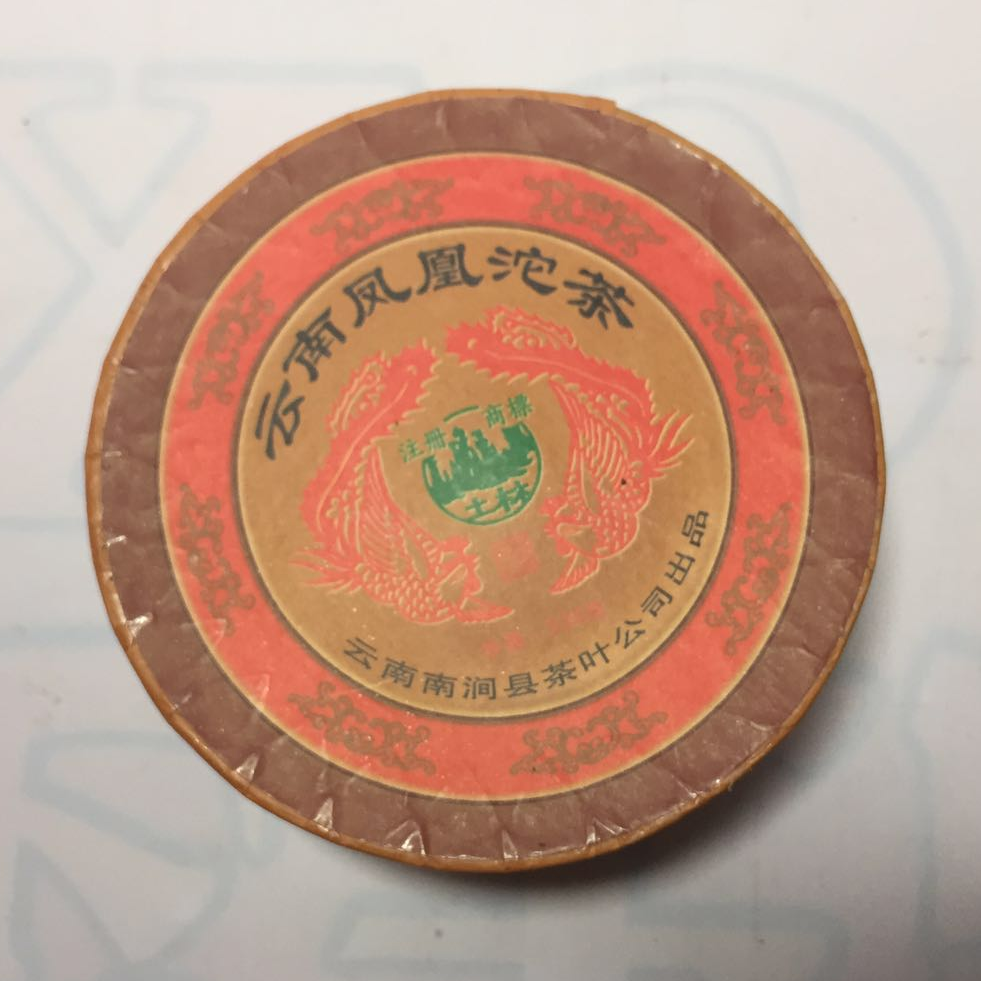 云南凤凰沱茶
注册 商標
土林
云南南涧县茶叶公司出品